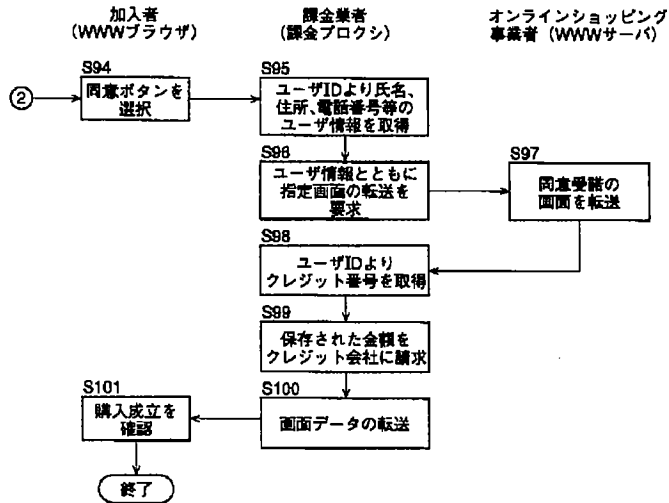 加入者
(WWWブラウザ)
課金業者
(課金プロクシ)
オンラインショッピング
事業者(WWWサーバ)
②
S94
同意ボタンを
選択
S95
ユーザIDより氏名、
住所、電話番号等の
ユーザ情報を取得
S96
ユーザ情報とともに
指定画面の転送を
要求
S97
同意受諾の
画面を転送
S98
ユーザIDより
クレジット番号を取得
S99
保存された金額を
クレジット会社に請求
S100
画面データの転送
S101
購入成立を
確認
終了